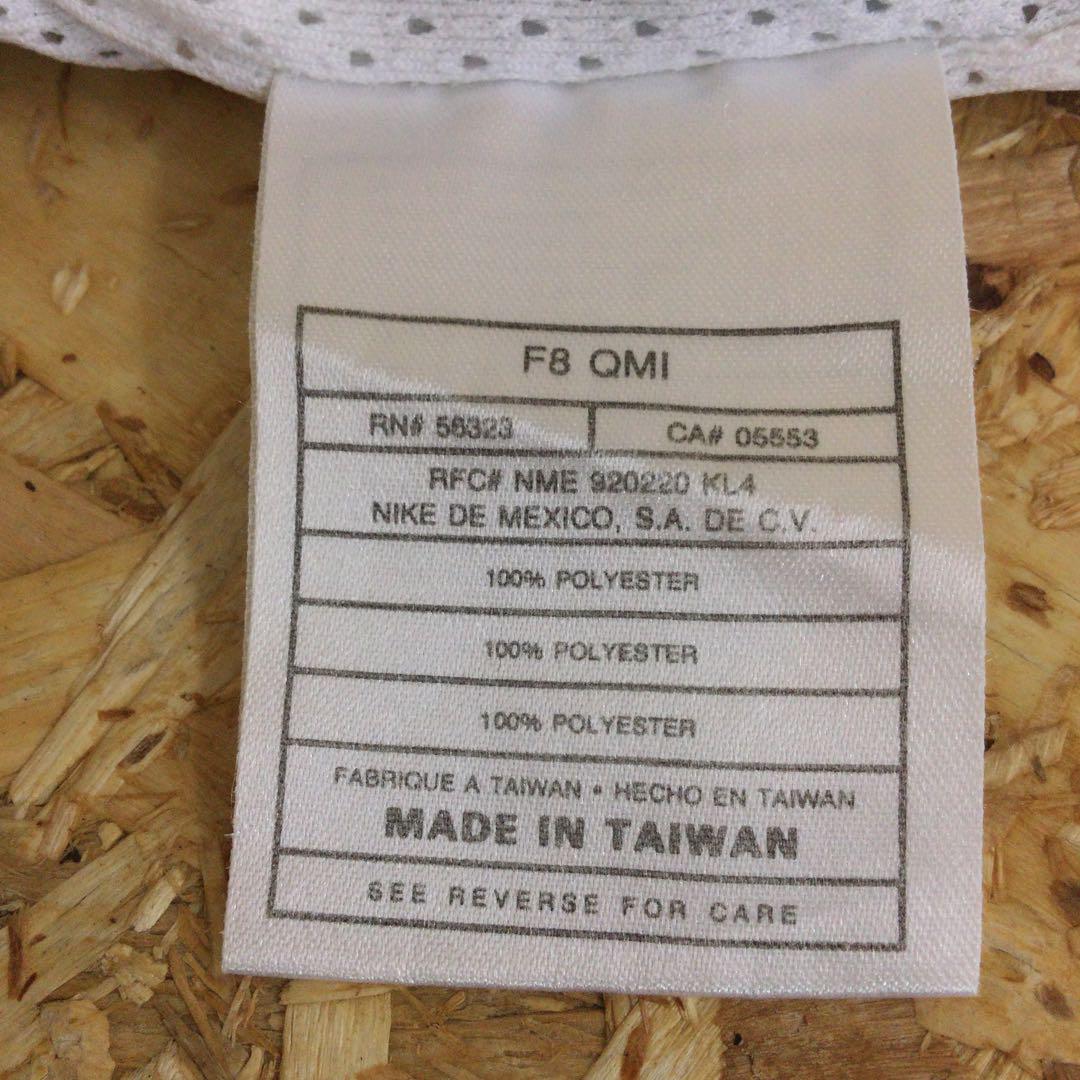 F8 QMI
RN# 56323 CA# 05553
RFC# NME 920220 KL4
NIKE DE MEXICO, S.A. DE C.V.
100% POLYESTER
100% POLYESTER
100% POLYESTER
FABRIQUE A TAIWAN • HECHO EN TAIWAN
MADE IN TAIWAN
SEE REVERSE FOR CARE